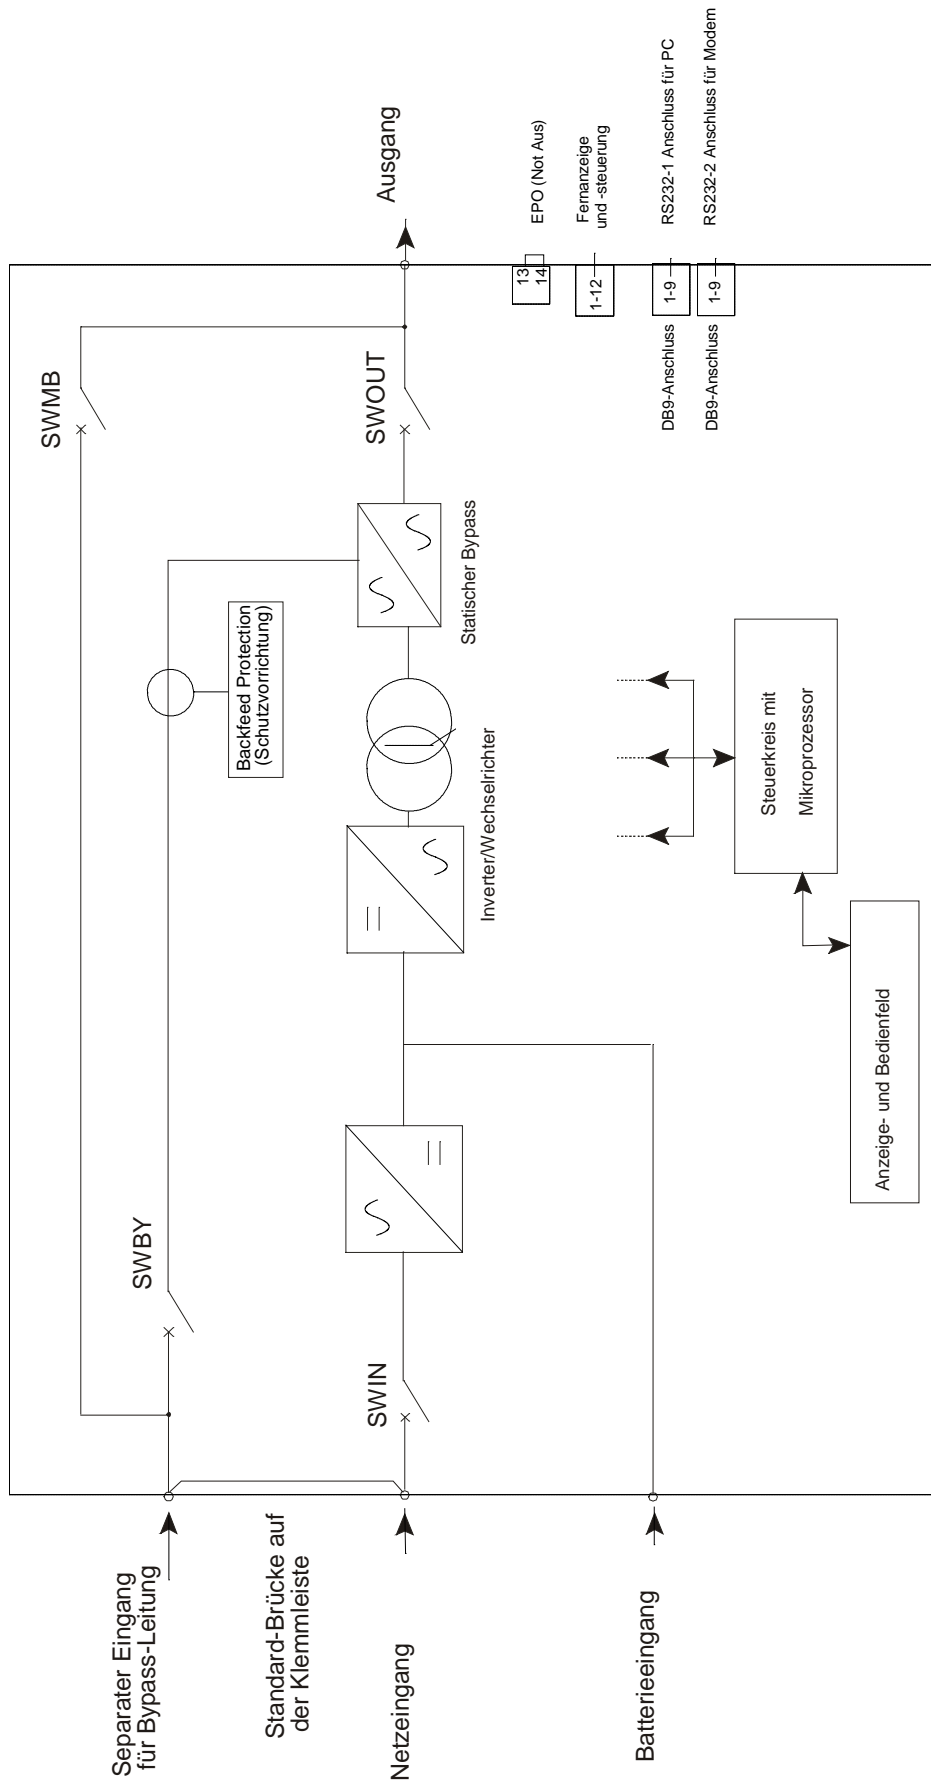 Separater Eingang
für Bypass-Leitung
Standard-Brücke auf
der Klemmleiste
Netzeingang
Batterieeingang
SWMB
SWBY
SWIN
SWOUT
Backfeed Protection
(Schutzvorrichtung)
Inverter/Wechselrichter
Statischer Bypass
Ausgang
13
14
EPO (Not Aus)
1-12
Fernanzeige
und -steuerung
DB9-Anschluss
1-9
RS232-1 Anschluss für PC
DB9-Anschluss
1-9
RS232-2 Anschluss für Modem
Steuerkreis mit
Mikroprozessor
Anzeige- und Bedienfeld